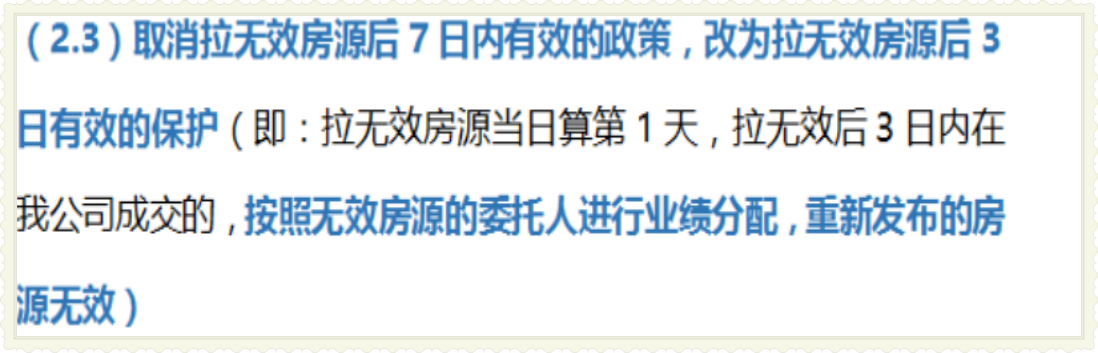 （2.3）取消拉无效房源后 7 日内有效的政策，改为拉无效房源后 3
日有效的保护（即：拉无效房源当日算第 1 天，拉无效后 3 日内在
我公司成交的，按照无效房源的委托人进行业绩分配，重新发布的房
源无效）